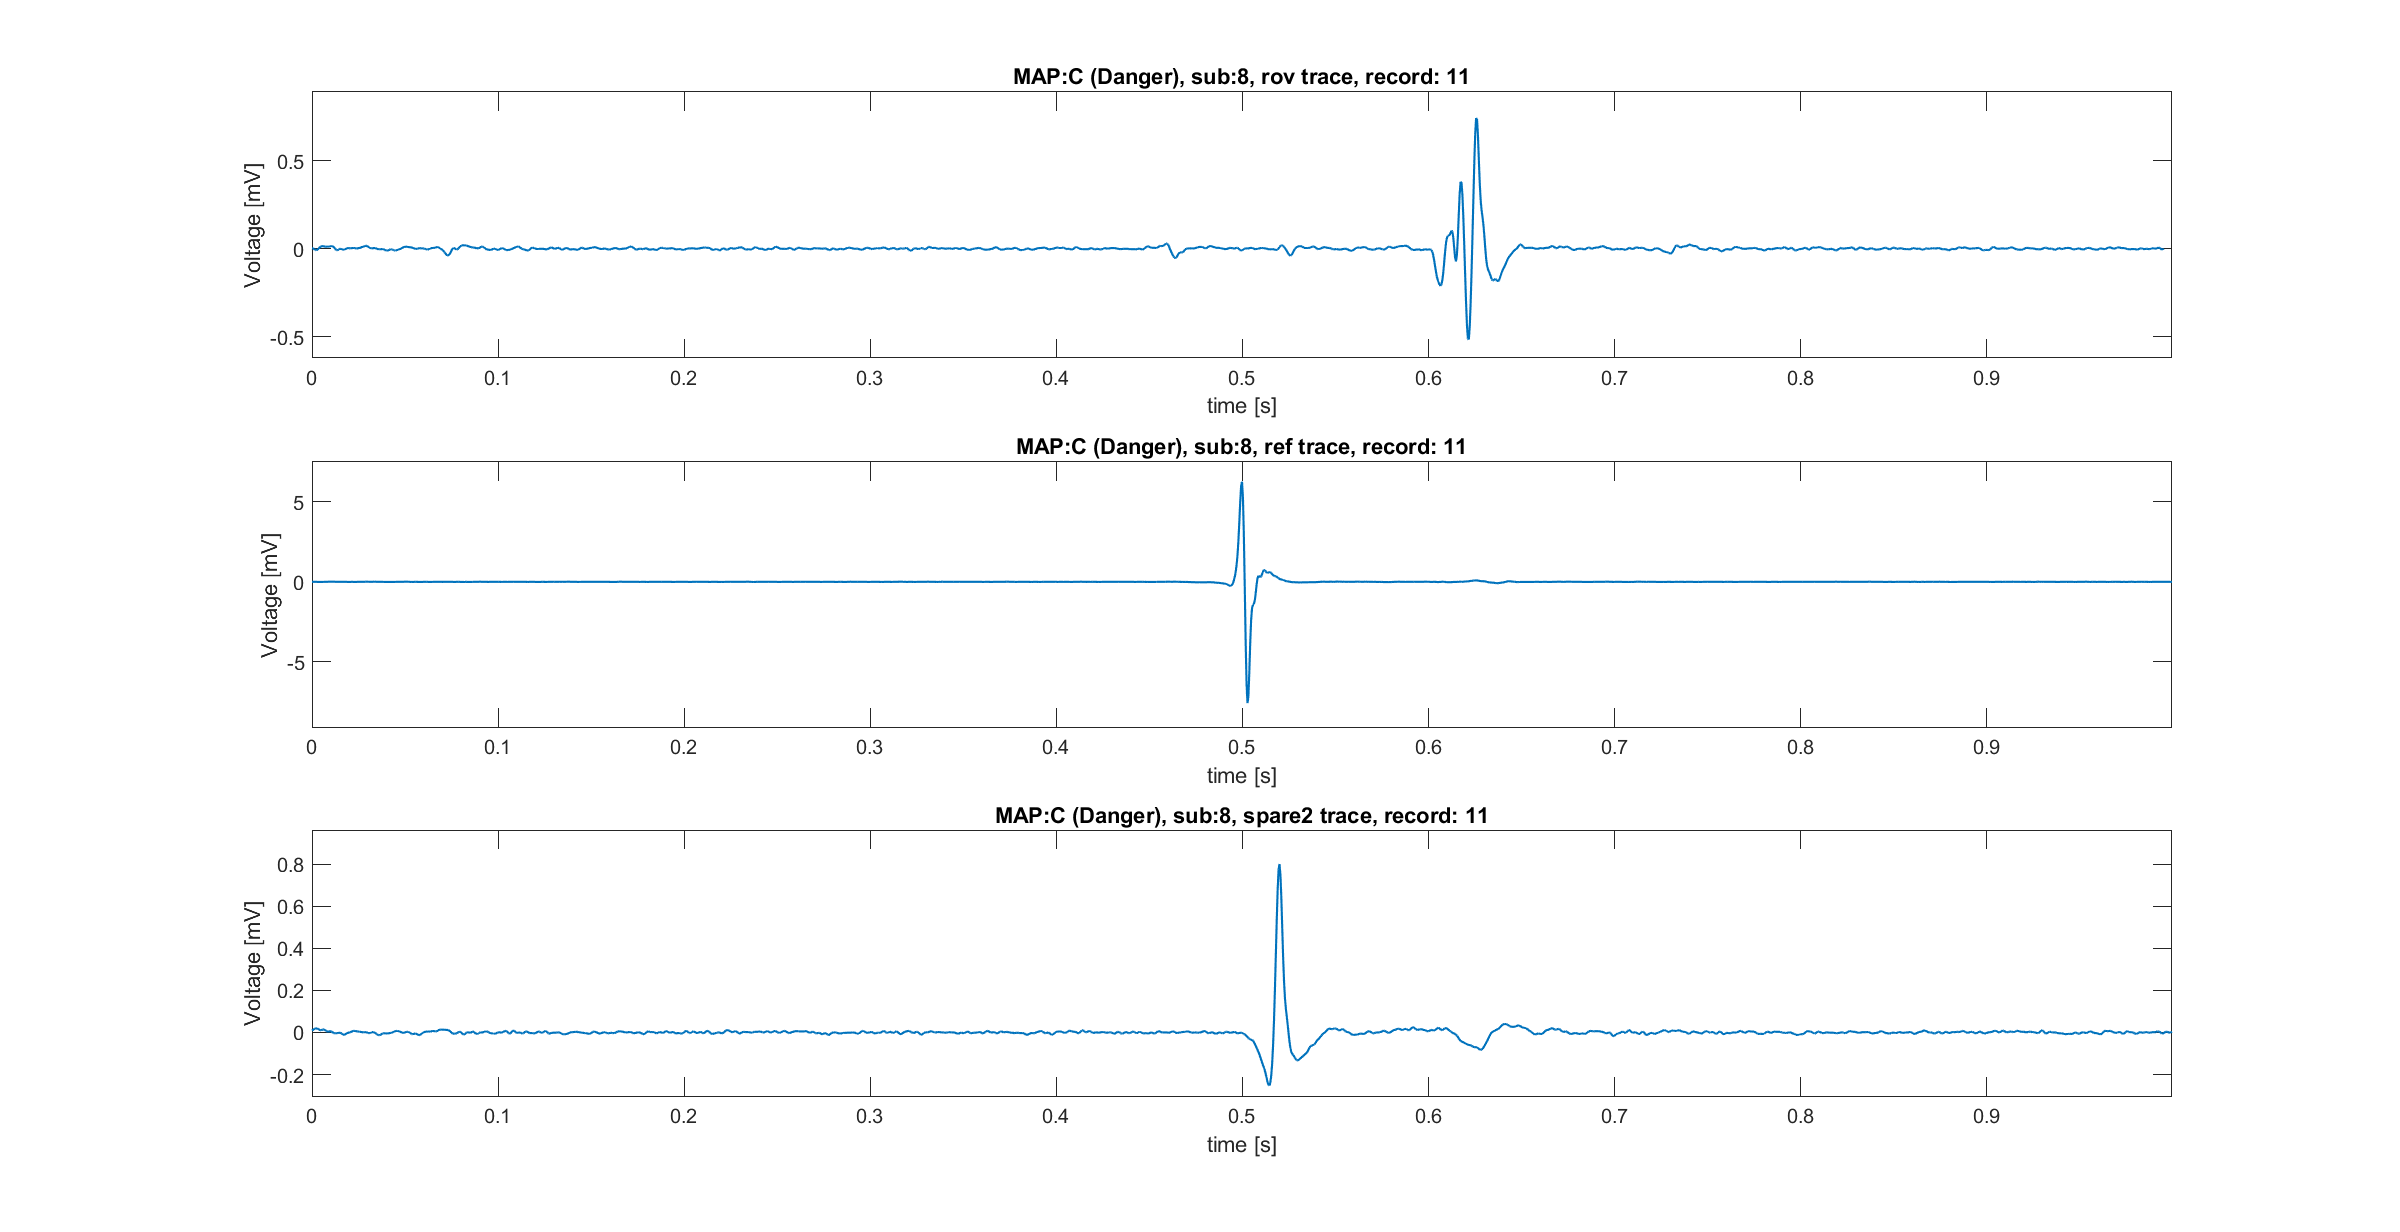 MAP:C (Danger), sub:8, rov trace, record: 11
Voltage [mV]
0.5
0
-0.5
0 0.1 0.2 0.3 0.4 0.5 0.6 0.7 0.8 0.9
time [s]
MAP:C (Danger), sub:8, ref trace, record: 11
Voltage [mV]
5
0
-5
0 0.1 0.2 0.3 0.4 0.5 0.6 0.7 0.8 0.9
time [s]
MAP:C (Danger), sub:8, spare2 trace, record: 11
Voltage [mV]
0.8
0.6
0.4
0.2
0
-0.2
0 0.1 0.2 0.3 0.4 0.5 0.6 0.7 0.8 0.9
time [s]